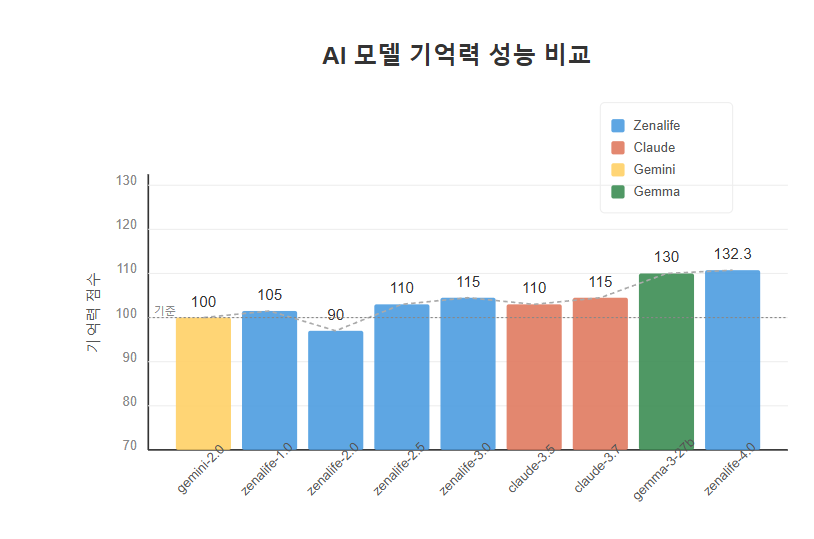 AI 모델 기억력 성능 비교
Zenalife
Claude
Gemini
Gemma
기억력 점수
130
120
110
100
90
80
70
기준
100
105
90
110
115
110
115
130
132.3
gemini-2.0
zenalife-1.0
zenalife-2.0
zenalife-2.5
zenalife-3.0
claude-3.5
claude-3.7
gemma-3-27b
zenalife-4.0